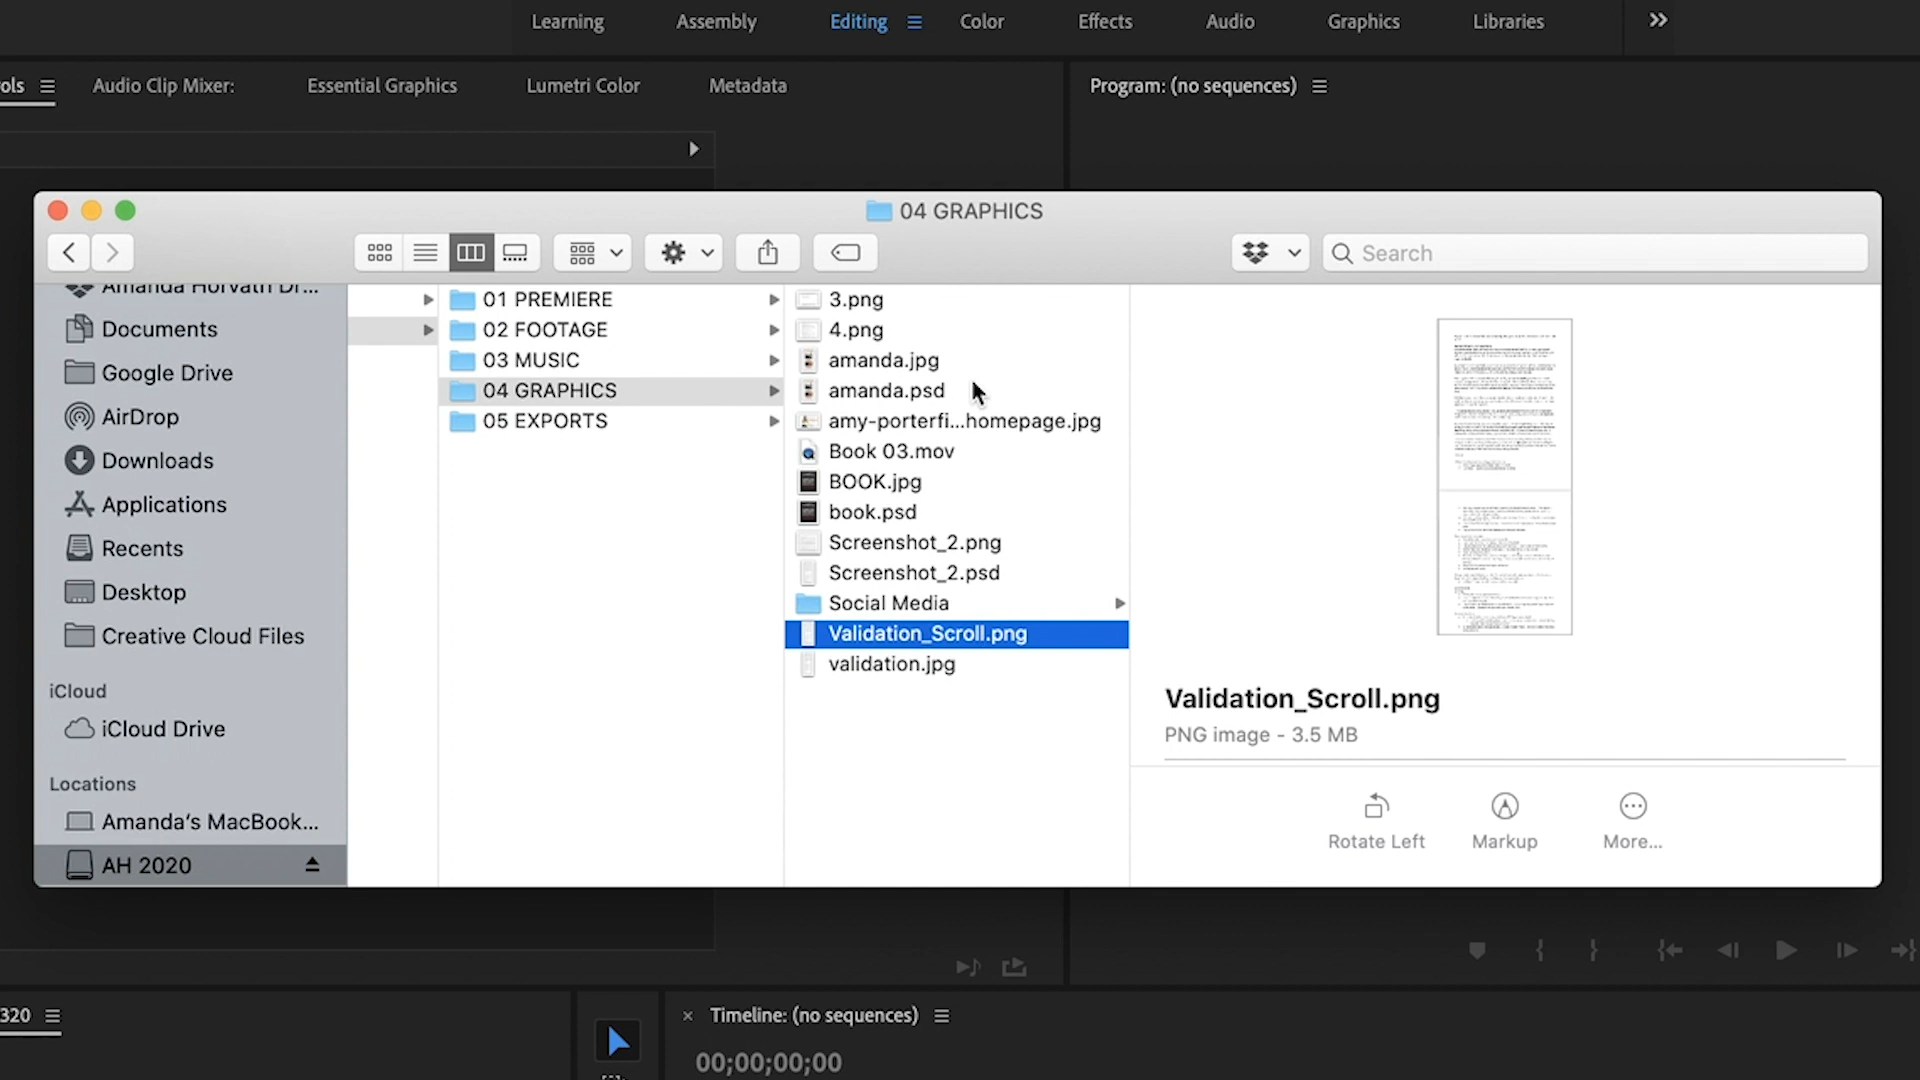 Learning Assembly Editing Color Effects Audio Graphics Libraries
ols Audio Clip Mixer: Essential Graphics Lumetri Color Metadata Program: (no sequences)
04 GRAPHICS
Search
Amanda Horvath Dr...
Documents
Google Drive
AirDrop
Downloads
Applications
Recents
Desktop
Creative Cloud Files
iCloud
iCloud Drive
Locations
Amanda's MacBook...
AH 2020
01 PREMIERE
02 FOOTAGE
03 MUSIC
04 GRAPHICS
05 EXPORTS
3.png
4.png
amanda.jpg
amanda.psd
amy-porterfi...homepage.jpg
Book 03.mov
BOOK.jpg
book.psd
Screenshot_2.png
Screenshot_2.psd
Social Media
Validation_Scroll.png
validation.jpg
Validation_Scroll.png
PNG image - 3.5 MB
Rotate Left Markup More...
320 Timeline: (no sequences)
00;00;00;00